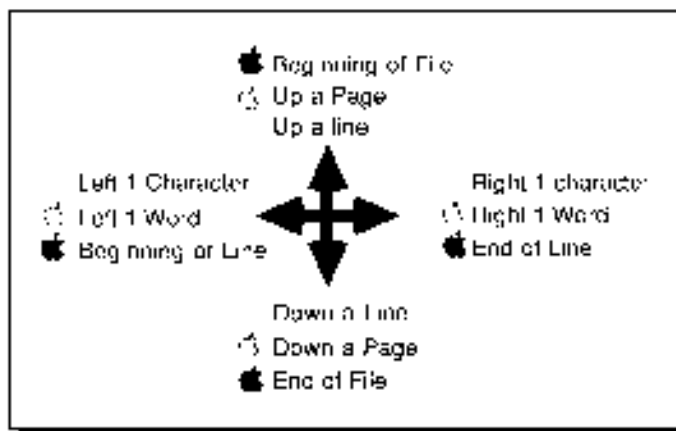 Beginning of File
Up a Page
Up a line
Left 1 Character
Left 1 Word
Beginning of Line
Right 1 character
Right 1 Word
End of Line
Down a Line
Down a Page
End of File